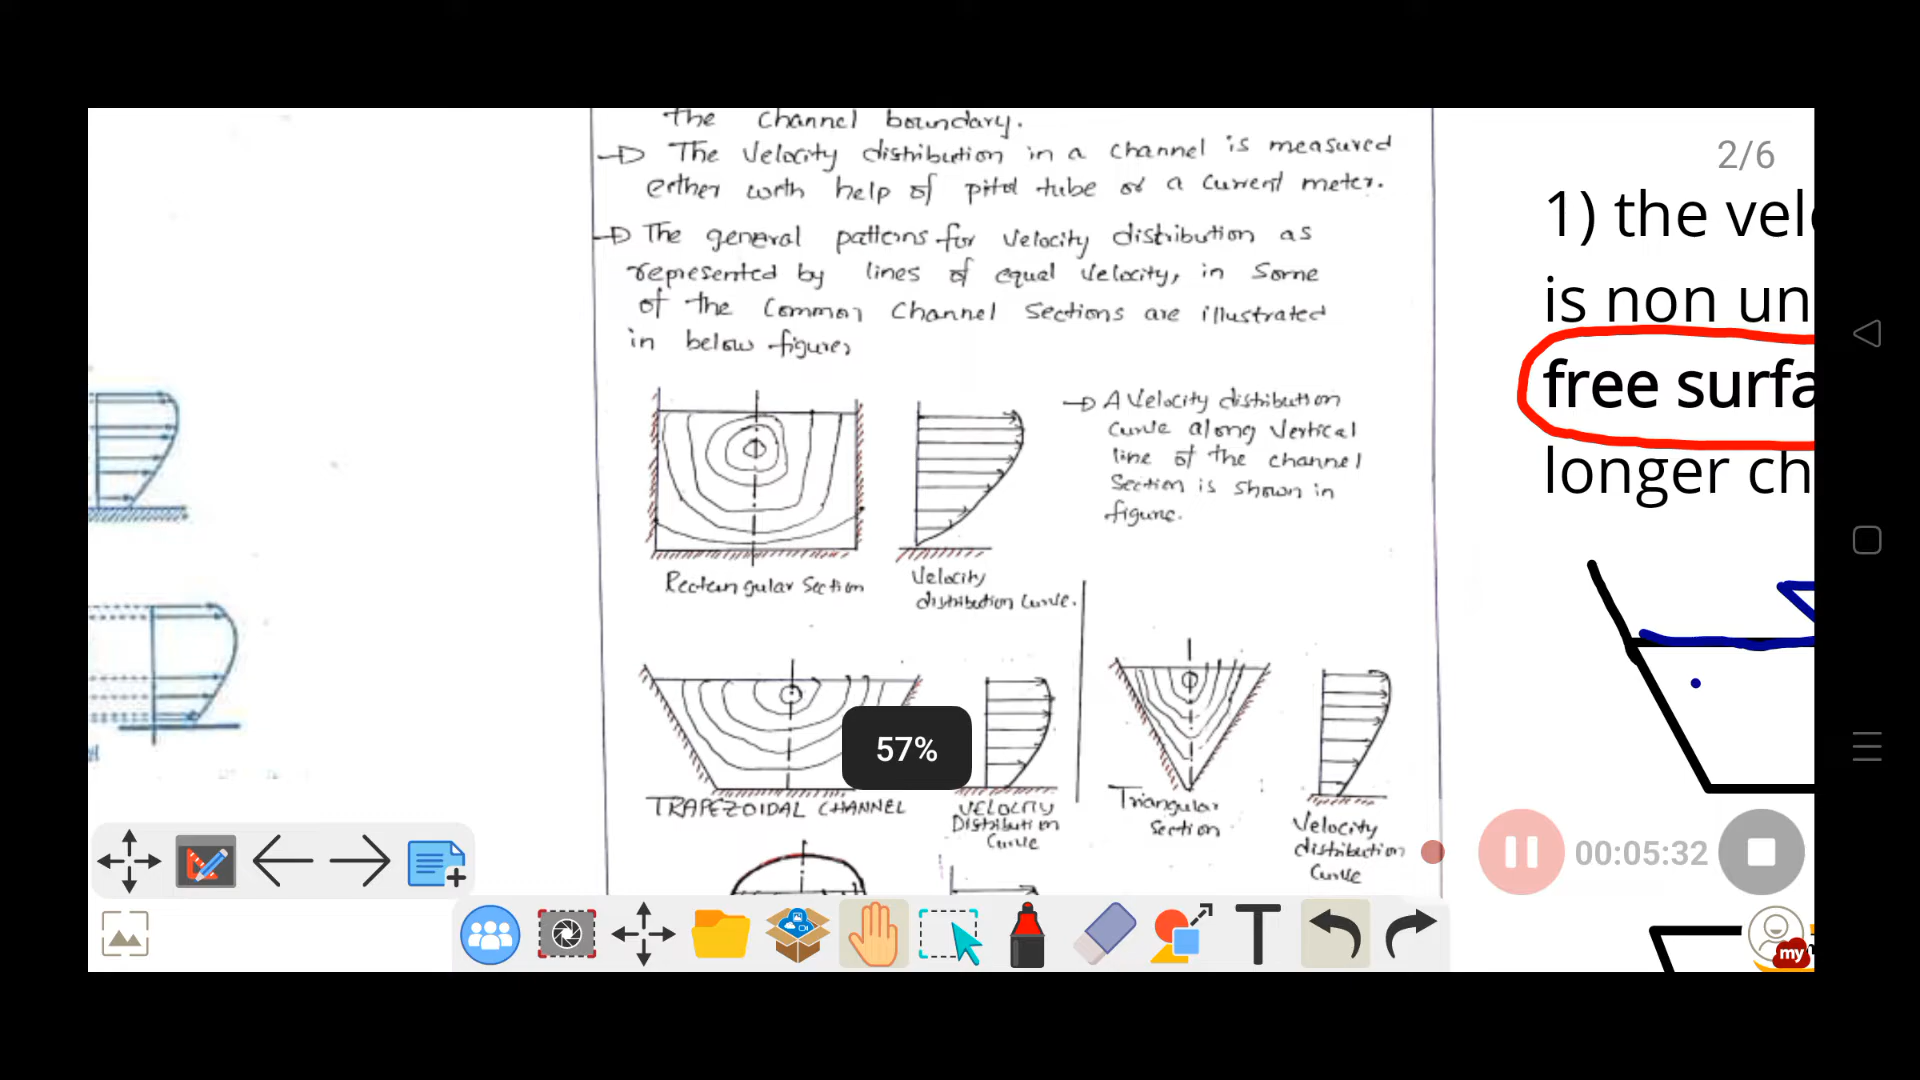 the channel boundary.
The velocity distribution in a channel is measured
either with help of pitot tube or a current meter.
The general patterns for velocity distribution as
represented by lines of equal velocity, in some
of the common channel sections are illustrated
in below figures
A velocity distribution
curve along vertical
line of the channel
section is shown in
figure.
Rectangular Section
Velocity
distribution curve.
TRAPEZOIDAL CHANNEL
VELOCITY
Distribution
Curve
Triangular
Section
Velocity
distribution
Curve
2/6
1) the vel
is non un
free surfa
longer ch
57%
00:05:32
T
my